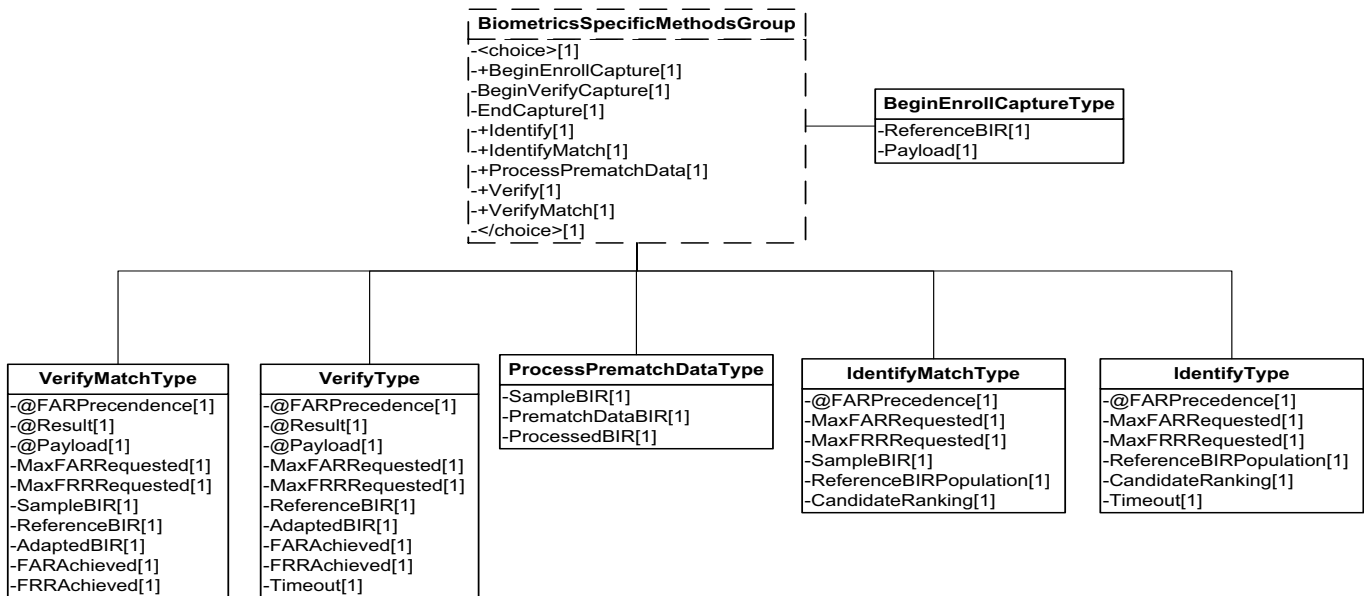 BiometricsSpecificMethodsGroup
-<choice>[1]
-+BeginEnrollCapture[1]
-BeginVerifyCapture[1]
-EndCapture[1]
-+Identify[1]
-+IdentifyMatch[1]
-+ProcessPrematchData[1]
-+Verify[1]
-+VerifyMatch[1]
-</choice>[1]
BeginEnrollCaptureType
-ReferenceBIR[1]
-Payload[1]
VerifyMatchType
-@FARPrecendence[1]
-@Result[1]
-@Payload[1]
-MaxFARRequested[1]
-MaxFRRRequested[1]
-SampleBIR[1]
-ReferenceBIR[1]
-AdaptedBIR[1]
-FARAchieved[1]
-FRRAchieved[1]
VerifyType
-@FARPrecedence[1]
-@Result[1]
-@Payload[1]
-MaxFARRequested[1]
-MaxFRRRequested[1]
-ReferenceBIR[1]
-AdaptedBIR[1]
-FARAchieved[1]
-FRRAchieved[1]
-Timeout[1]
ProcessPrematchDataType
-SampleBIR[1]
-PrematchDataBIR[1]
-ProcessedBIR[1]
IdentifyMatchType
-@FARPrecedence[1]
-MaxFARRequested[1]
-MaxFRRRequested[1]
-SampleBIR[1]
-ReferenceBIRPopulation[1]
-CandidateRanking[1]
IdentifyType
-@FARPrecedence[1]
-MaxFARRequested[1]
-MaxFRRRequested[1]
-ReferenceBIRPopulation[1]
-CandidateRanking[1]
-Timeout[1]